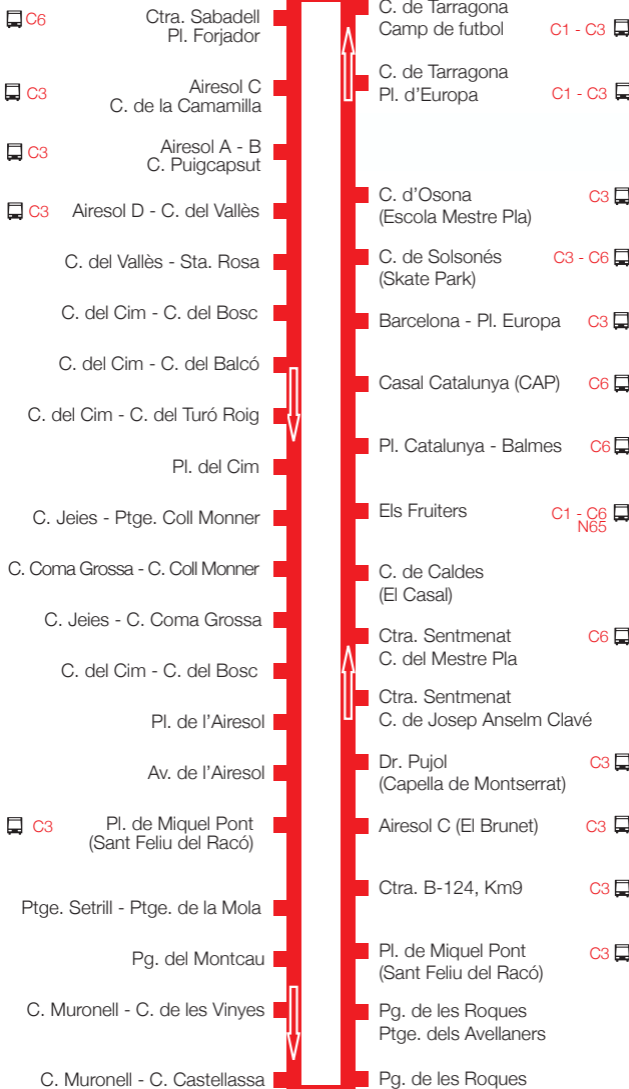 C6
Ctra. Sabadell
Pl. Forjador
C3
Airesol C
C. de la Camamilla
C3
Airesol A - B
C. Puigcapsut
C3
Airesol D - C. del Vallès
C. del Vallès - Sta. Rosa
C. del Cim - C. del Bosc
C. del Cim - C. del Balcó
C. del Cim - C. del Turó Roig
Pl. del Cim
C. Jeies - Ptge. Coll Monner
C. Coma Grossa - C. Coll Monner
C. Jeies - C. Coma Grossa
C. del Cim - C. del Bosc
Pl. de l'Airesol
Av. de l'Airesol
C3
Pl. de Miquel Pont
(Sant Feliu del Racó)
Ptge. Setrill - Ptge. de la Mola
Pg. del Montcau
C. Muronell - C. de les Vinyes
C. Muronell - C. Castellassa
C. de Tarragona
Camp de futbol
C1 - C3
C. de Tarragona
Pl. d'Europa
C1 - C3
C. d'Osona
(Escola Mestre Pla)
C3
C. de Solsonés
(Skate Park)
C3 - C6
Barcelona - Pl. Europa
C3
Casal Catalunya (CAP)
C6
Pl. Catalunya - Balmes
C6
Els Fruiters
C1 - C6
N65
C. de Caldes
(El Casal)
Ctra. Sentmenat
C. del Mestre Pla
C6
Ctra. Sentmenat
C. de Josep Anselm Clavé
Dr. Pujol
(Capella de Montserrat)
C3
Airesol C (El Brunet)
C3
Ctra. B-124, Km9
C3
Pl. de Miquel Pont
(Sant Feliu del Racó)
C3
Pg. de les Roques
Ptge. dels Avellaners
Pg. de les Roques